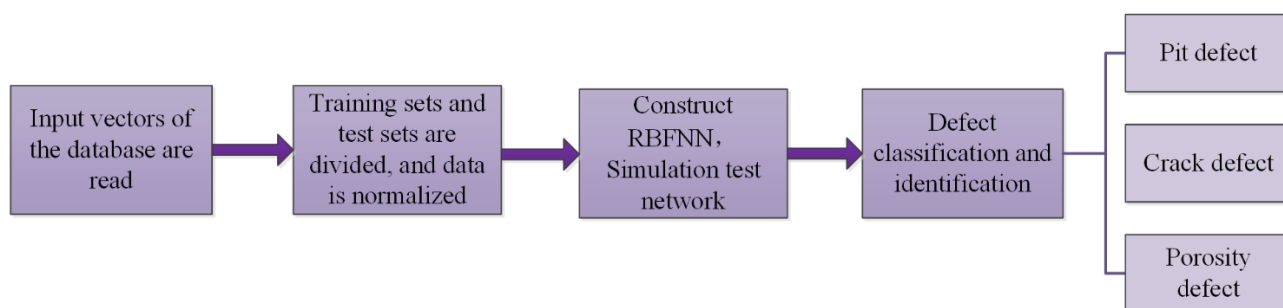 Input vectors of
the database are
read
Training sets and
test sets are
divided, and data
is normalized
Construct
RBFNN，
Simulation test
network
Defect
classification and
identification
Pit defect
Crack defect
Porosity
defect